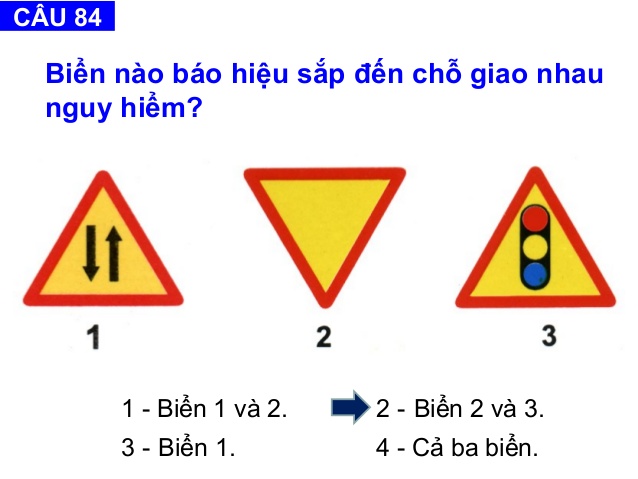 CÂU 84
Biển nào báo hiệu sắp đến chỗ giao nhau
nguy hiểm?
1
2
3
1 - Biển 1 và 2.
2 - Biển 2 và 3.
3 - Biển 1.
4 - Cả ba biển.